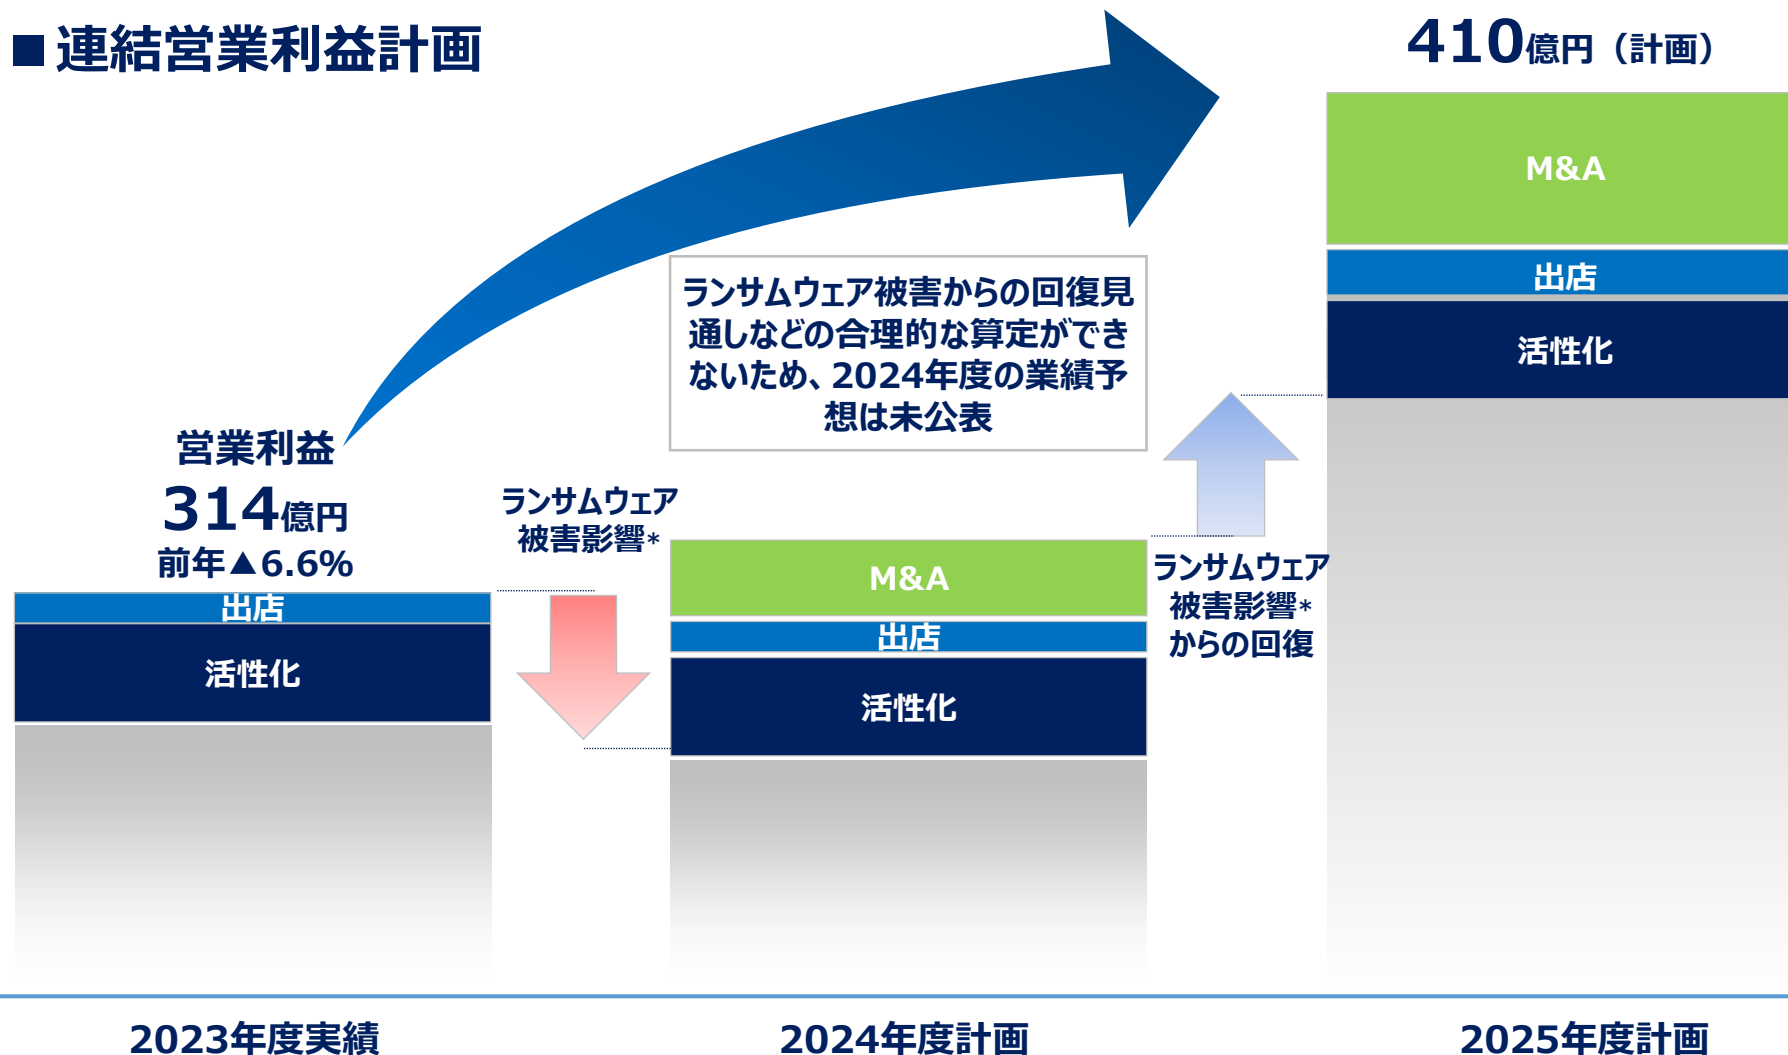 ■ 連結営業利益計画
410億円（計画）
M&A
出店
活性化
ランサムウェア被害からの回復見
通しなどの合理的な算定ができ
ないため、2024年度の業績予
想は未公表
営業利益
314億円
前年▲6.6%
出店
活性化
ランサムウェア
被害影響*
M&A
出店
活性化
ランサムウェア
被害影響*
からの回復
2023年度実績
2024年度計画
2025年度計画